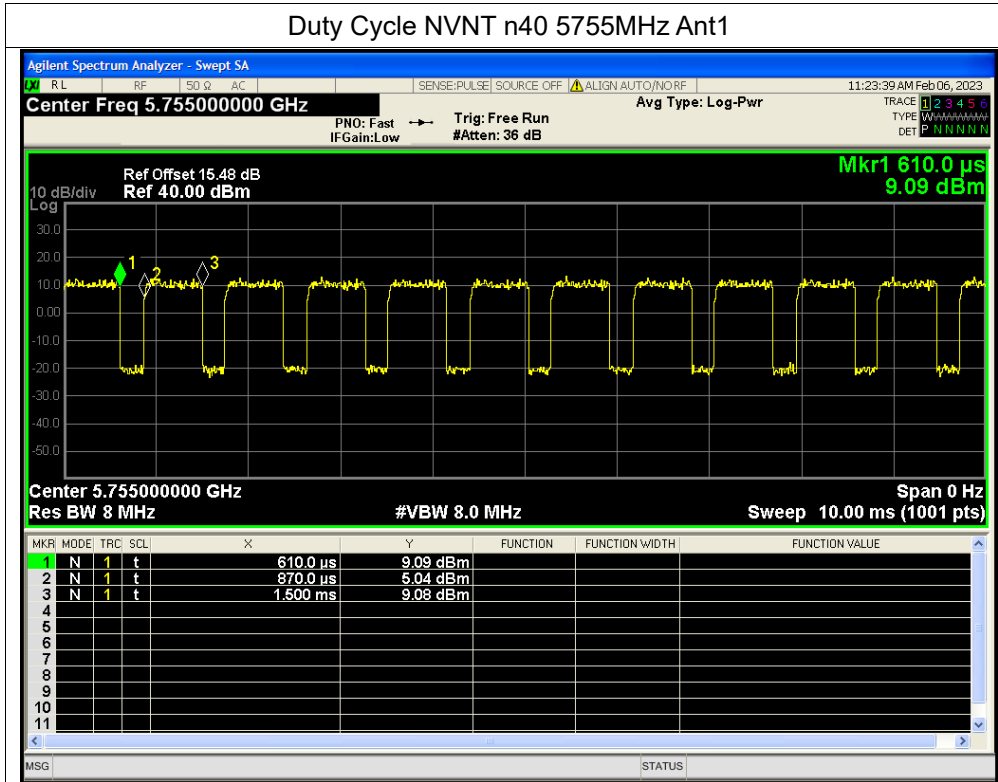 Duty Cycle NVNT n40 5755MHz Ant1
Agilent Spectrum Analyzer - Swept SA
LXI RL RF 50 Ω AC SENSE:PULSE SOURCE OFF ALIGN AUTO/NO RF 11:23:39 AM Feb 06, 2023
Center Freq 5.755000000 GHz Avg Type: Log-Pwr TRACE 1 2 3 4 5 6
PNO: Fast Trig: Free Run TYPE WWWWWW
IFGain:Low #Atten: 36 dB DET P N N N N N
Mkr1 610.0 µs
Ref Offset 15.48 dB
10 dB/div Ref 40.00 dBm 9.09 dBm
Log
30.0
20.0
10.0
0.00
-10.0
-20.0
-30.0
-40.0
-50.0
1 2 3
Center 5.755000000 GHz Span 0 Hz
Res BW 8 MHz #VBW 8.0 MHz Sweep 10.00 ms (1001 pts)
MKR MODE TRC SCL X Y FUNCTION FUNCTION WIDTH FUNCTION VALUE
1 N 1 t 610.0 µs 9.09 dBm
2 N 1 t 870.0 µs 5.04 dBm
3 N 1 t 1.500 ms 9.08 dBm
4
5
6
7
8
9
10
11
MSG STATUS